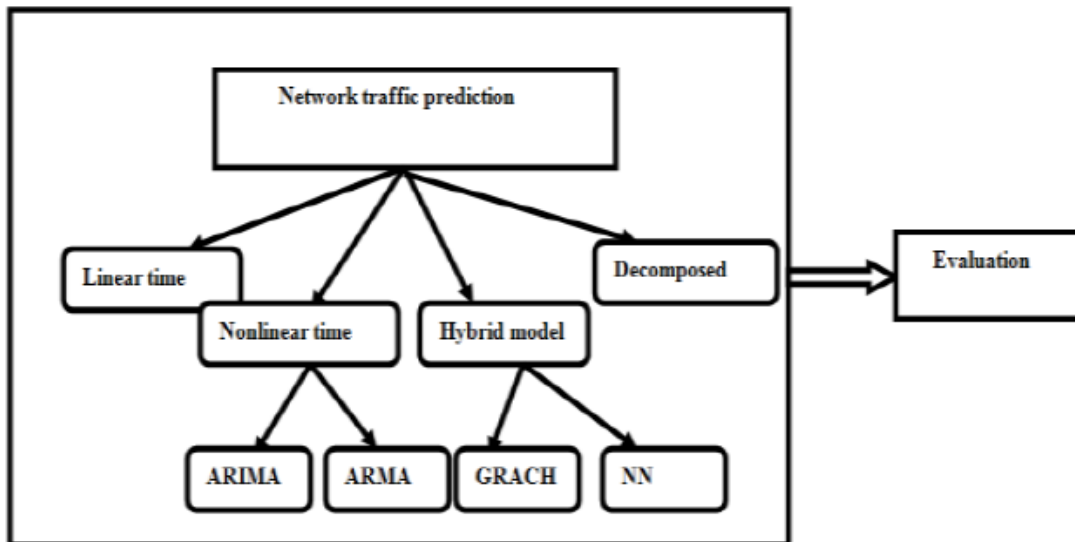 Network traffic prediction
Linear time
Decomposed
Evaluation
Nonlinear time
Hybrid model
ARIMA
ARMA
GRACH
NN